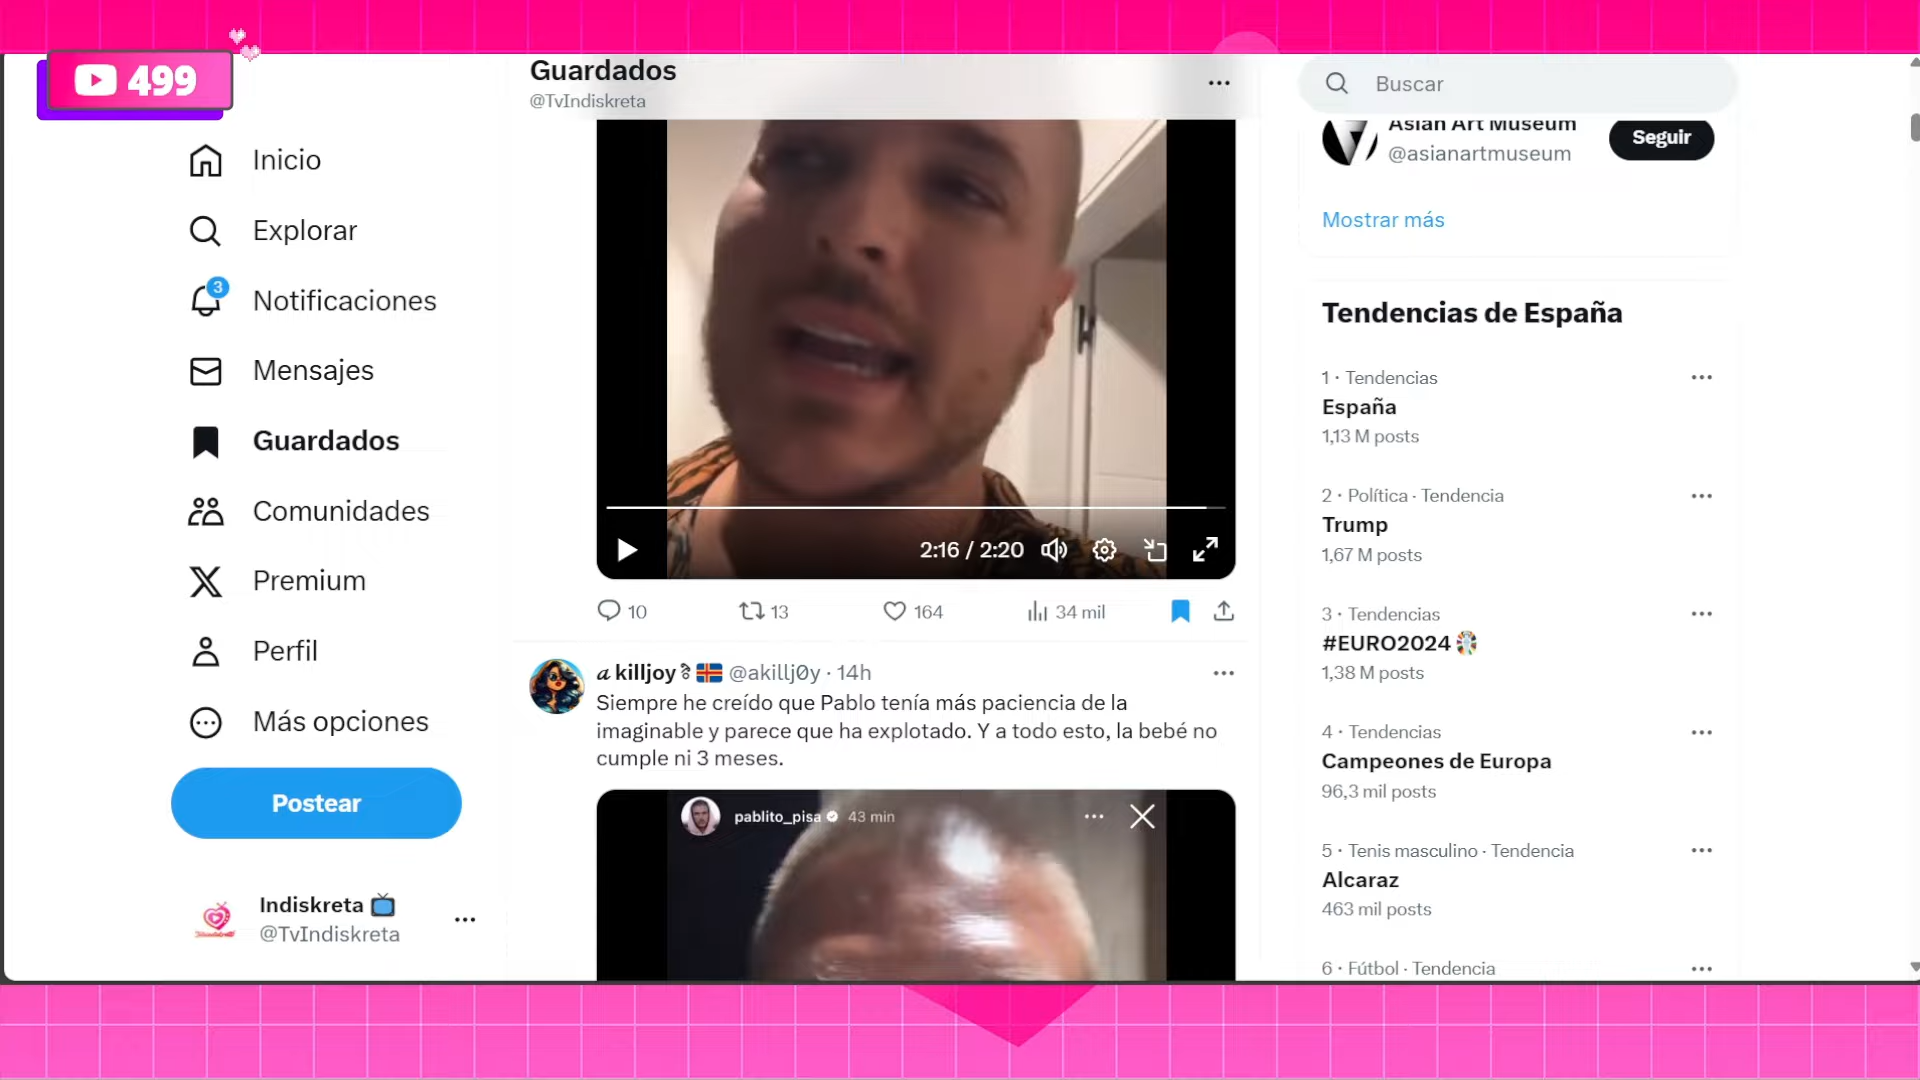 499
Inicio
Explorar
3
Notificaciones
Mensajes
Guardados
Comunidades
Premium
Perfil
Más opciones
Postear
Indiskreta
@TvIndiskreta
Guardados
@TvIndiskreta
2:16 / 2:20
10
13
164
34 mil
a killjoy @akillj0y · 14h
Siempre he creído que Pablo tenía más paciencia de la
imaginable y parece que ha explotado. Y a todo esto, la bebé no
cumple ni 3 meses.
pablito_pisa 43 min
Buscar
Asian Art Museum
@asianartmuseum
Seguir
Mostrar más
Tendencias de España
1 · Tendencias
España
1,13 M posts
2 · Política · Tendencia
Trump
1,67 M posts
3 · Tendencias
#EURO2024
1,38 M posts
4 · Tendencias
Campeones de Europa
96,3 mil posts
5 · Tenis masculino · Tendencia
Alcaraz
463 mil posts
6 · Fútbol · Tendencia